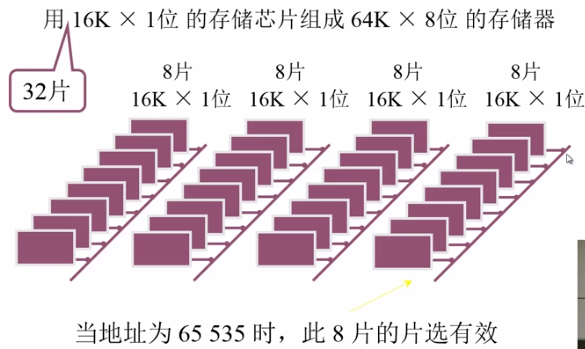 用 16K × 1位 的存储芯片组成 64K × 8位 的存储器
32片
8片 8片 8片 8片
16K × 1位 16K × 1位 16K × 1位 16K × 1位
当地址为 65 535 时，此 8 片的片选有效